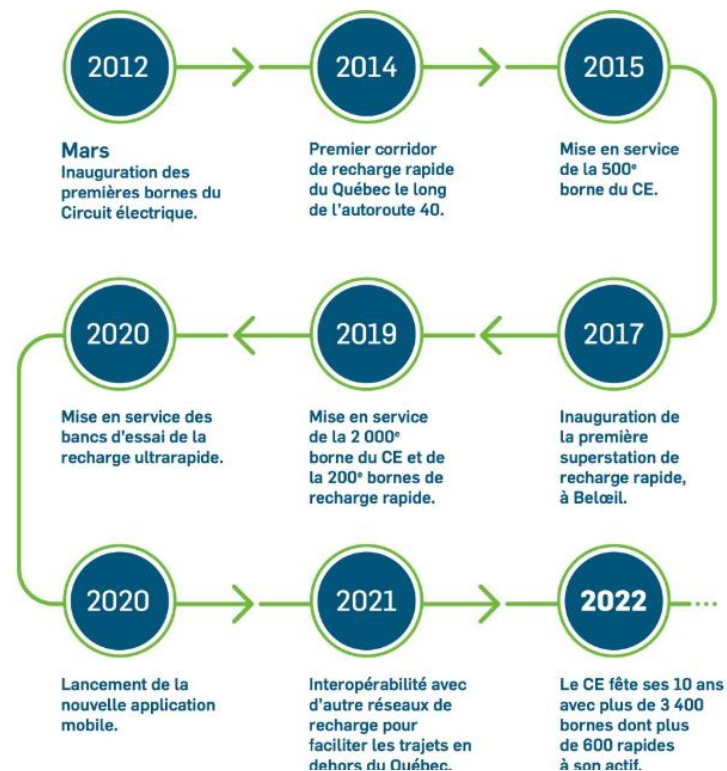 2012
Mars
Inauguration des
premières bornes du
Circuit électrique.
2014
Premier corridor
de recharge rapide
du Québec le long
de l'autoroute 40.
2015
Mise en service
de la 500e
borne du CE.
2017
Inauguration de
la première
superstation de
recharge rapide,
à Belœil.
2019
Mise en service
de la 2 000e
borne du CE et de
la 200e bornes de
recharge rapide.
2020
Mise en service des
bancs d'essai de la
recharge ultrarapide.
2020
Lancement de la
nouvelle application
mobile.
2021
Interopérabilité avec
d'autre réseaux de
recharge pour
faciliter les trajets en
dehors du Québec.
2022
Le CE fête ses 10 ans
avec plus de 3 400
bornes dont plus
de 600 rapides
à son actif.